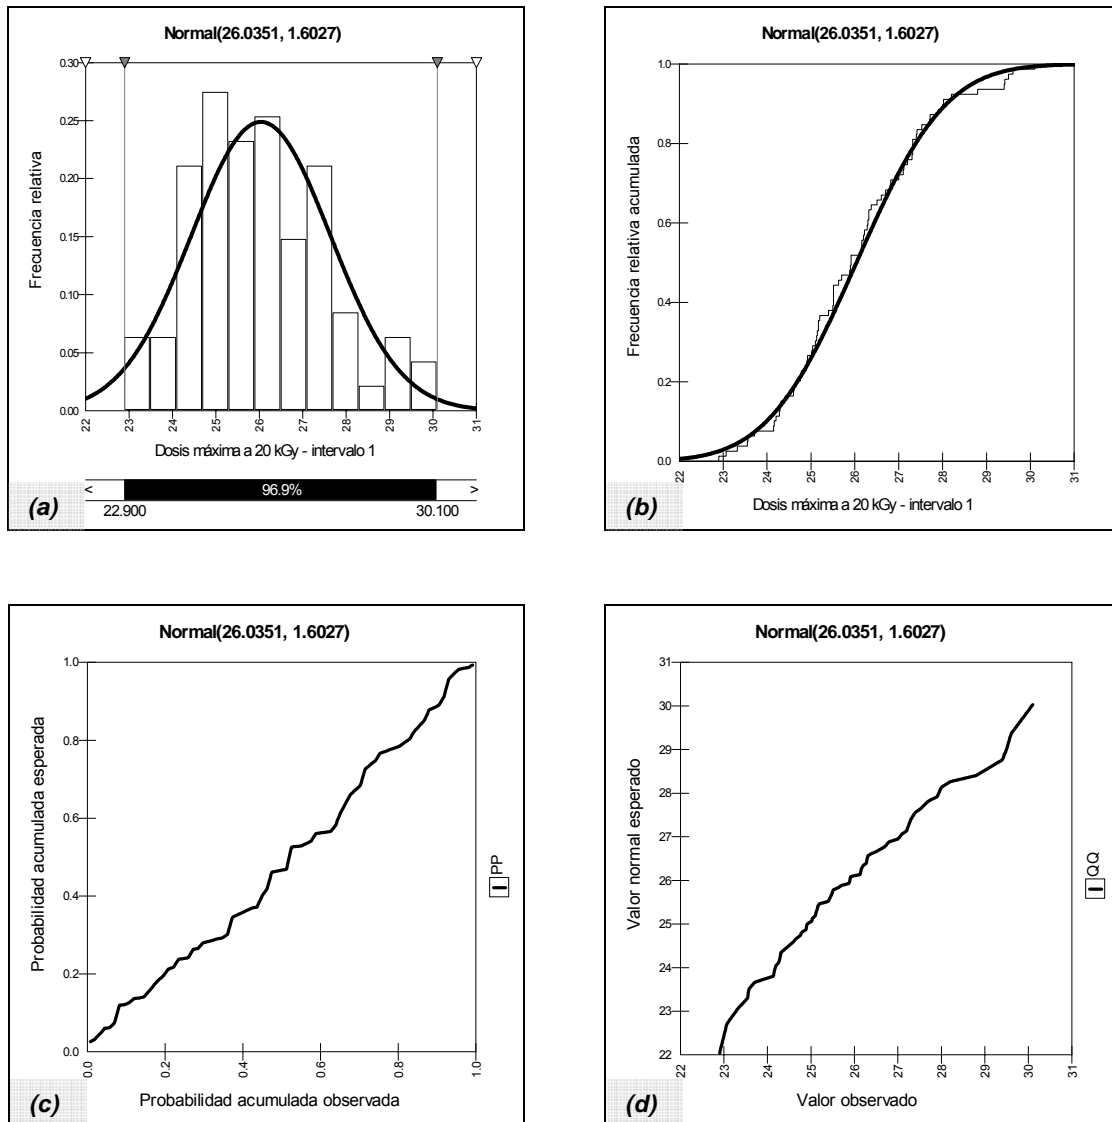 Normal(26.0351, 1.6027)
0.30
0.25
0.20
0.15
0.10
0.05
0.00
Frecuencia relativa
22 23 24 25 26 27 28 29 30 31
Dosis máxima a 20 kGy - intervalo 1
< 96.9% >
22.900 30.100
(a)
Normal(26.0351, 1.6027)
1.0
0.8
0.6
0.4
0.2
0.0
Frecuencia relativa acumulada
22 23 24 25 26 27 28 29 30 31
Dosis máxima a 20 kGy - intervalo 1
(b)
Normal(26.0351, 1.6027)
1.0
0.8
0.6
0.4
0.2
0.0
Probabilidad acumulada esperada
0.0 0.2 0.4 0.6 0.8 1.0
Probabilidad acumulada observada
PP
(c)
Normal(26.0351, 1.6027)
31
30
29
28
27
26
25
24
23
22
Valor normal esperado
22 23 24 25 26 27 28 29 30 31
Valor observado
QQ
(d)